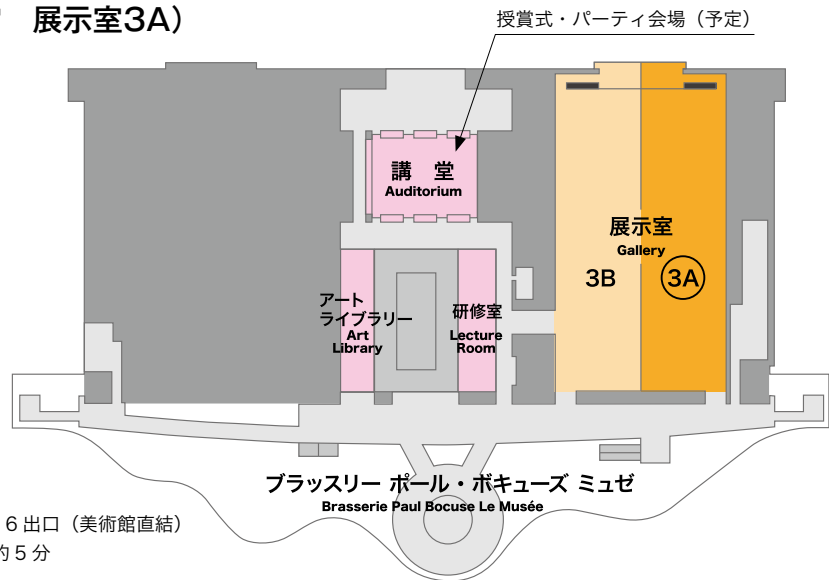 展示室3A)
授賞式・パーティ会場（予定）
講 堂
Auditorium
展示室
Gallery
3B
3A
アート
ライブラリー
Art
Library
研修室
Lecture
Room
ブラッスリー ポール・ボキューズ ミュゼ
Brasserie Paul Bocuse Le Musée
6出口（美術館直結）
約5分